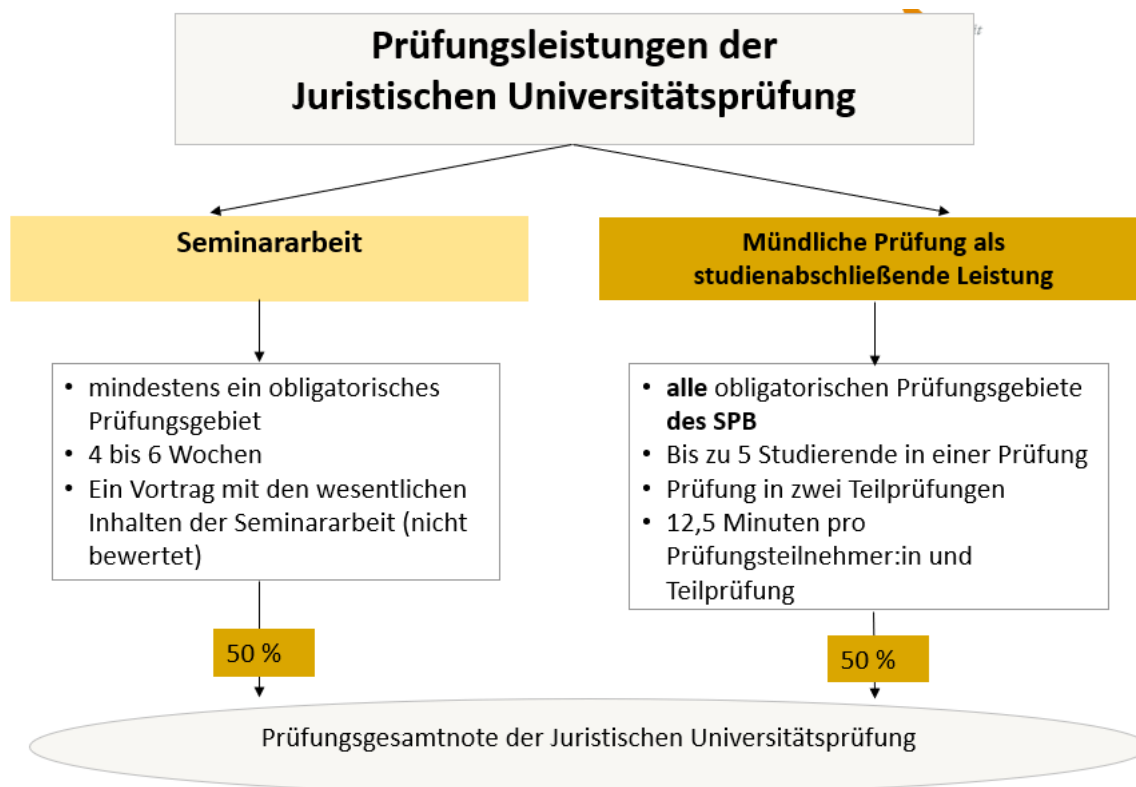 Prüfungsleistungen der
Juristischen Universitätsprüfung
Seminararbeit
• mindestens ein obligatorisches
Prüfungsgebiet
• 4 bis 6 Wochen
• Ein Vortrag mit den wesentlichen
Inhalten der Seminararbeit (nicht
bewertet)
50 %
Mündliche Prüfung als
studienabschließende Leistung
• alle obligatorischen Prüfungsgebiete
des SPB
• Bis zu 5 Studierende in einer Prüfung
• Prüfung in zwei Teilprüfungen
• 12,5 Minuten pro
Prüfungsteilnehmer:in und
Teilprüfung
50 %
Prüfungsgesamtnote der Juristischen Universitätsprüfung